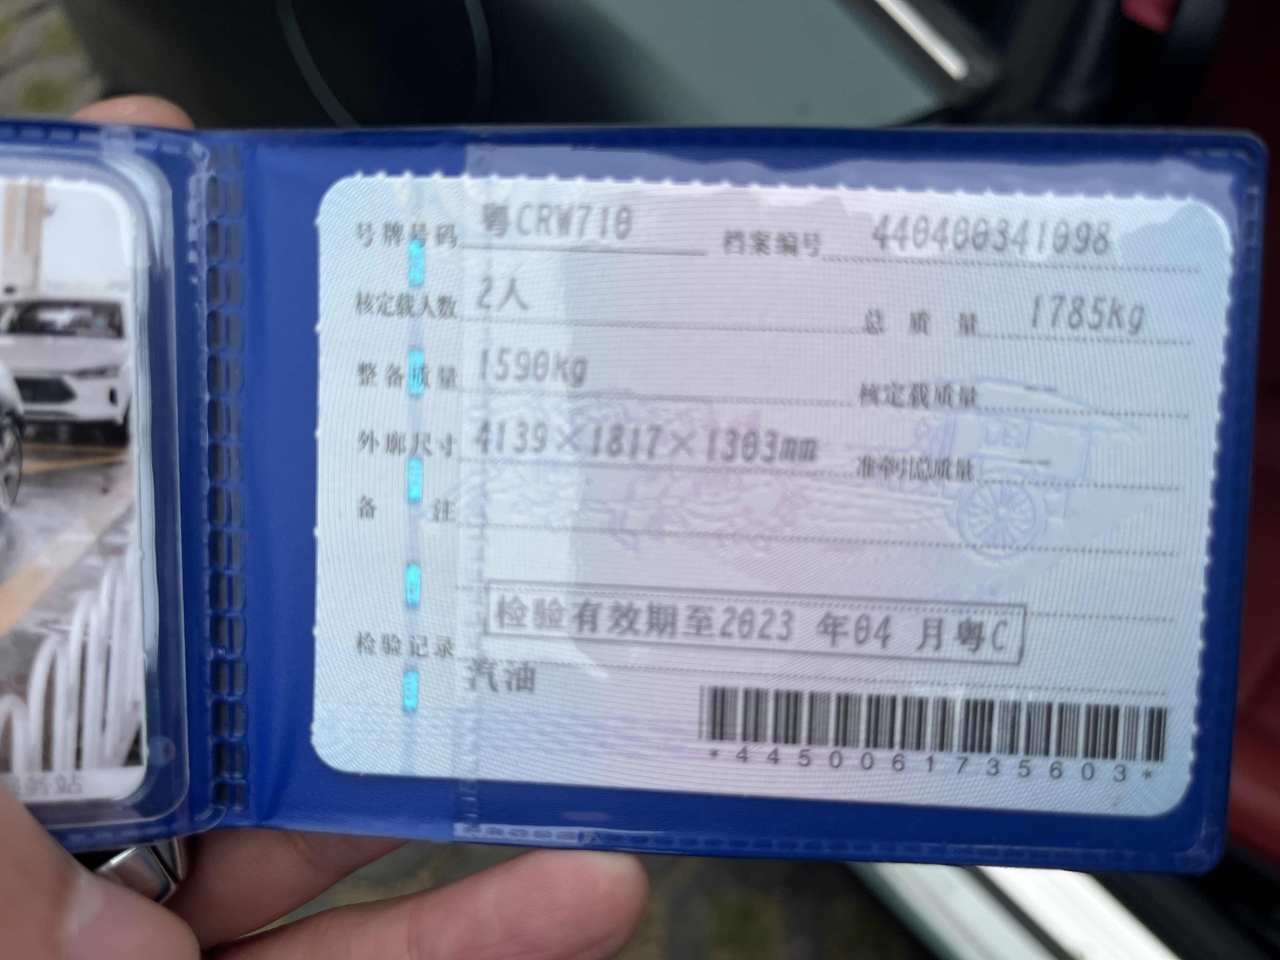 号牌号码 粤CRW710 档案编号 440400341098
核定载人数 2人 总质量 1785kg
整备质量 1590kg 核定载质量 --
外廓尺寸 4139×1817×1303mm 准牵引总质量 --
备注
检验记录 检验有效期至2023 年04 月粤C
汽油
*4450061735603*
站